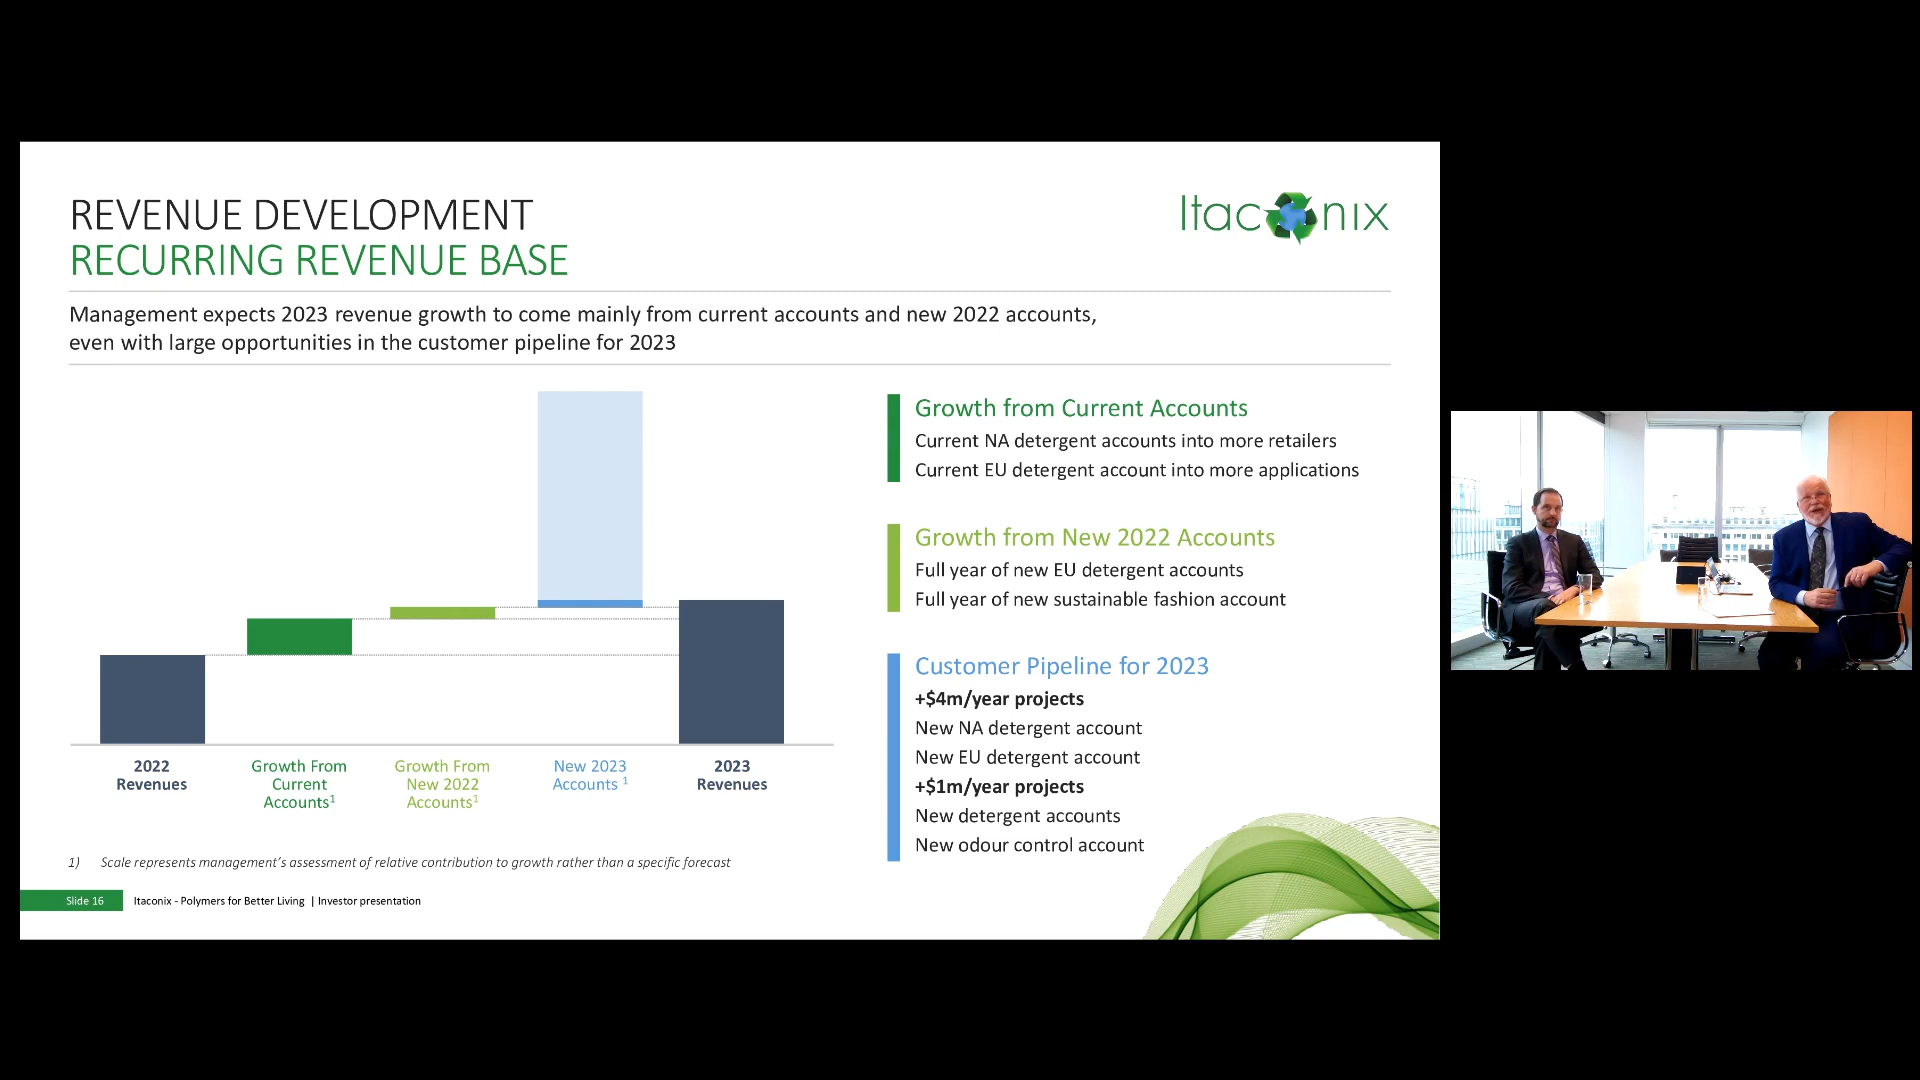 REVENUE DEVELOPMENT
RECURRING REVENUE BASE
Itaconix
Management expects 2023 revenue growth to come mainly from current accounts and new 2022 accounts,
even with large opportunities in the customer pipeline for 2023
2022
Revenues
Growth From
Current
Accounts1
Growth From
New 2022
Accounts1
New 2023
Accounts 1
2023
Revenues
Growth from Current Accounts
Current NA detergent accounts into more retailers
Current EU detergent account into more applications
Growth from New 2022 Accounts
Full year of new EU detergent accounts
Full year of new sustainable fashion account
Customer Pipeline for 2023
+$4m/year projects
New NA detergent account
New EU detergent account
+$1m/year projects
New detergent accounts
New odour control account
1) Scale represents management's assessment of relative contribution to growth rather than a specific forecast
Slide 16 Itaconix - Polymers for Better Living | Investor presentation